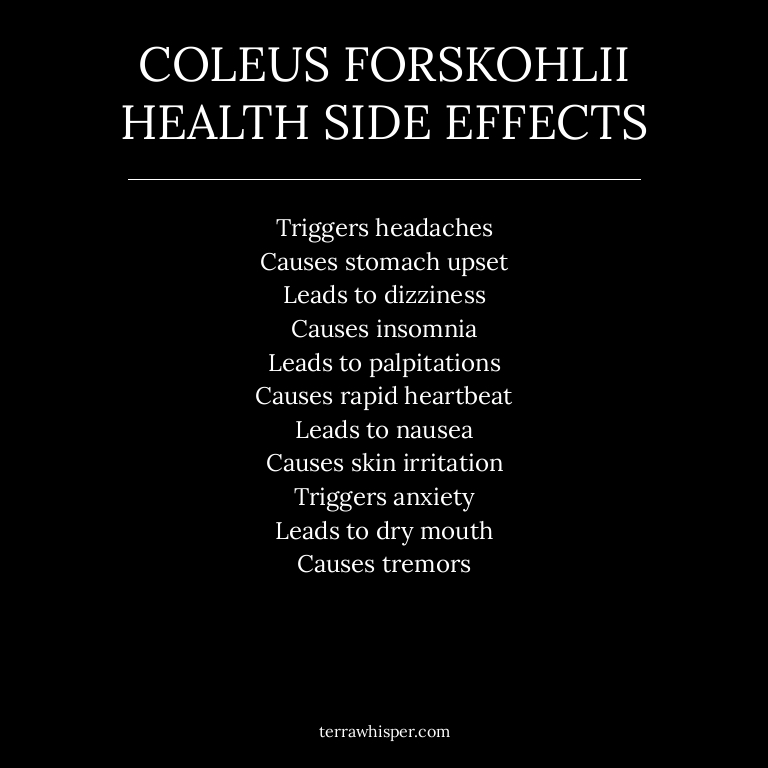 COLEUS FORSKOHLII
HEALTH SIDE EFFECTS
Triggers headaches
Causes stomach upset
Leads to dizziness
Causes insomnia
Leads to palpitations
Causes rapid heartbeat
Leads to nausea
Causes skin irritation
Triggers anxiety
Leads to dry mouth
Causes tremors
terrawhisper.com